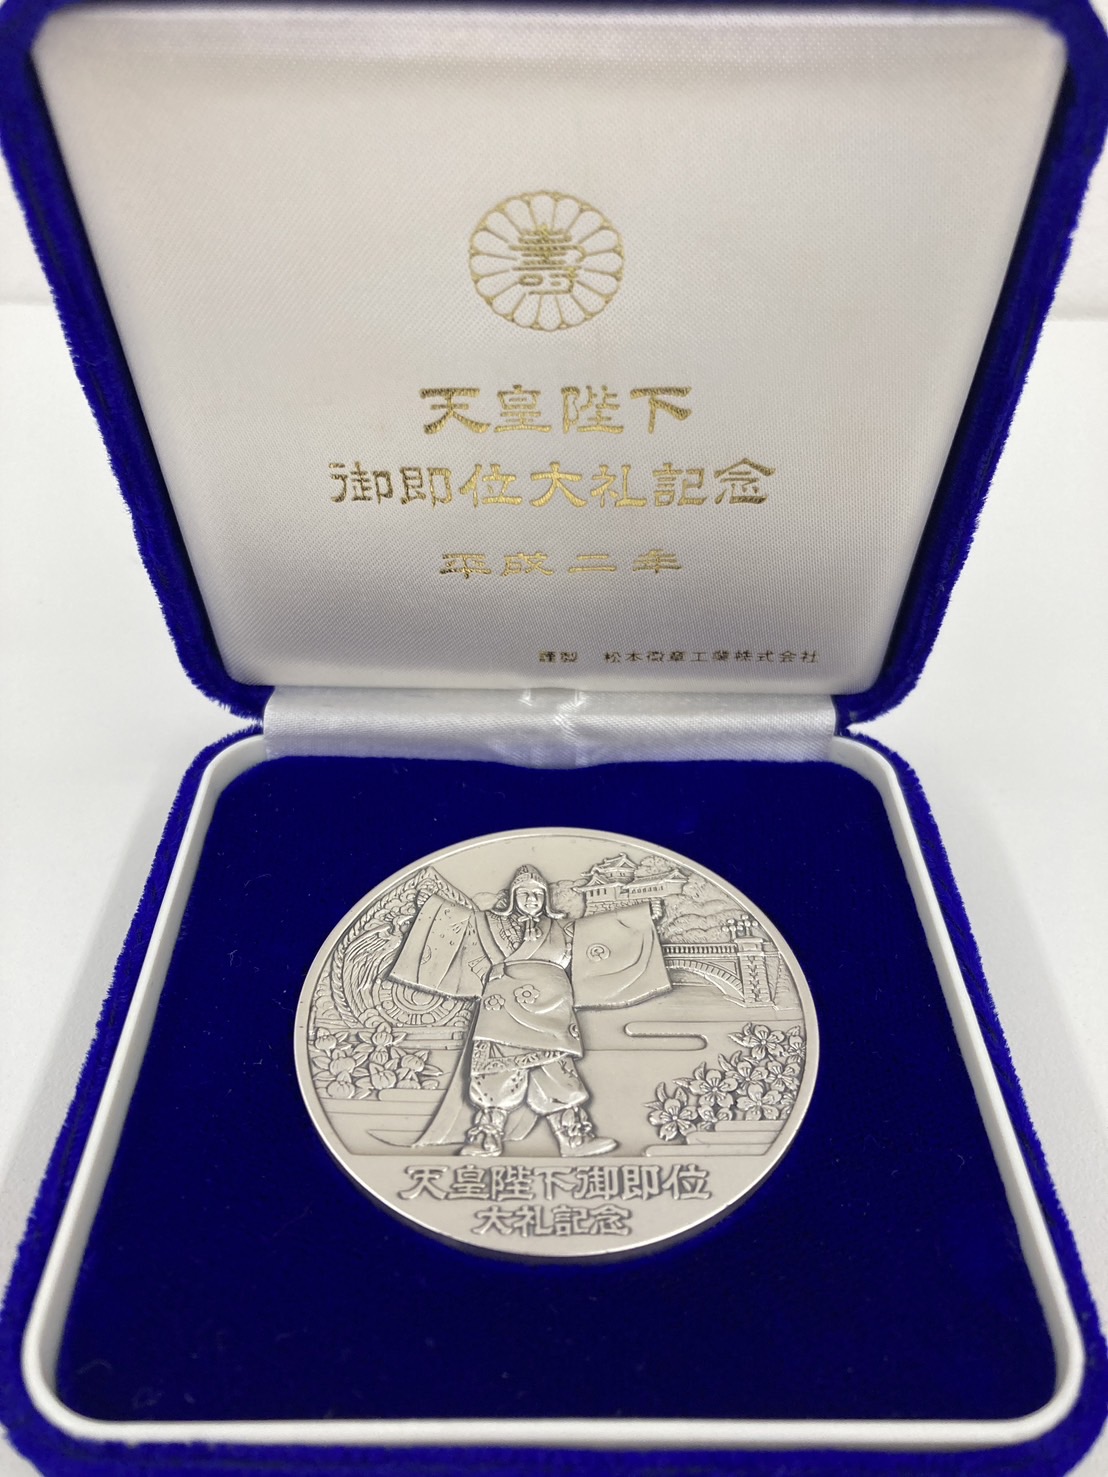 壽
天皇陛下
御即位大礼記念
平成二年
謹製　松本徽章工業株式会社
天皇陛下御即位
大礼記念